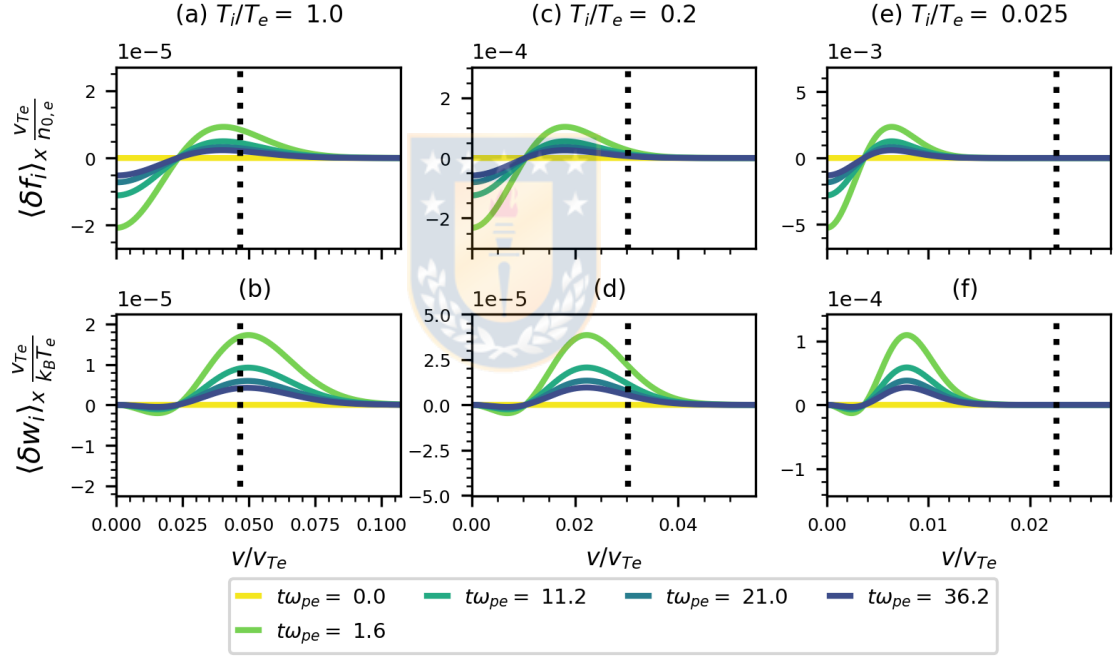 (a) T_i/T_e = 1.0
(c) T_i/T_e = 0.2
(e) T_i/T_e = 0.025
1e−5
1e−4
1e−3
⟨δf_i⟩_x v_Te/n_0,e
2
0
−2
2
0
−2
5
0
−5
(b)
(d)
(f)
1e−5
1e−5
1e−4
⟨δw_i⟩_x v_Te/k_BT_e
2
1
0
−1
−2
5.0
2.5
0.0
−2.5
−5.0
1
0
−1
0.000 0.025 0.050 0.075 0.100
0.00 0.02 0.04
0.00 0.01 0.02
v/v_Te
v/v_Te
v/v_Te
tω_pe = 0.0
tω_pe = 11.2
tω_pe = 21.0
tω_pe = 36.2
tω_pe = 1.6